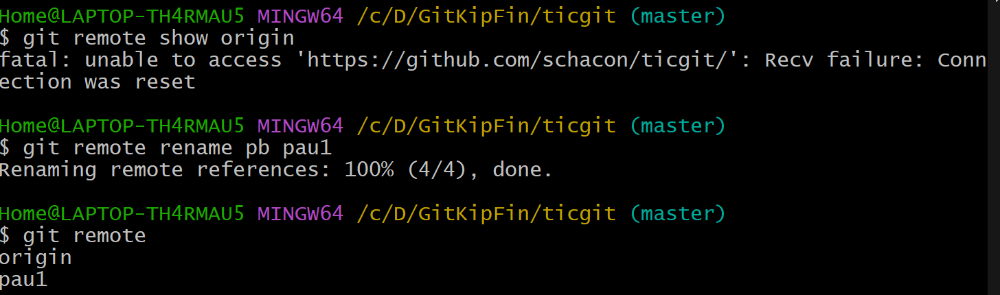 Home@LAPTOP-TH4RMAU5 MINGW64 /c/D/GitKipFin/ticgit (master)
$ git remote show origin
fatal: unable to access 'https://github.com/schacon/ticgit/': Recv failure: Conn
ection was reset
Home@LAPTOP-TH4RMAU5 MINGW64 /c/D/GitKipFin/ticgit (master)
$ git remote rename pb pau1
Renaming remote references: 100% (4/4), done.
Home@LAPTOP-TH4RMAU5 MINGW64 /c/D/GitKipFin/ticgit (master)
$ git remote
origin
pau1